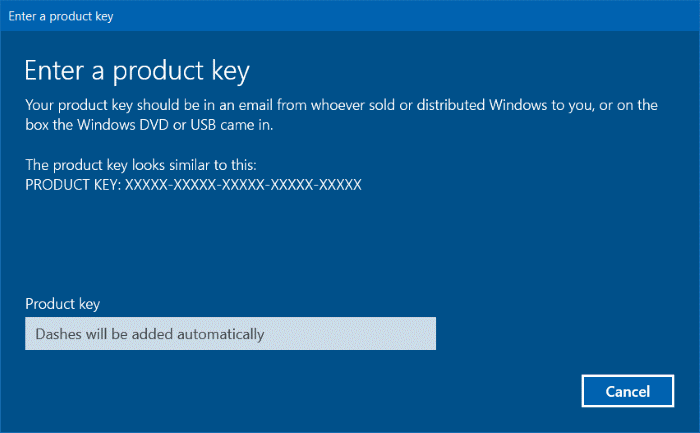 Enter a product key
Enter a product key
Your product key should be in an email from whoever sold or distributed Windows to you, or on the
box the Windows DVD or USB came in.
The product key looks similar to this:
PRODUCT KEY: XXXXX-XXXXX-XXXXX-XXXXX-XXXXX
Product key
Dashes will be added automatically
Cancel